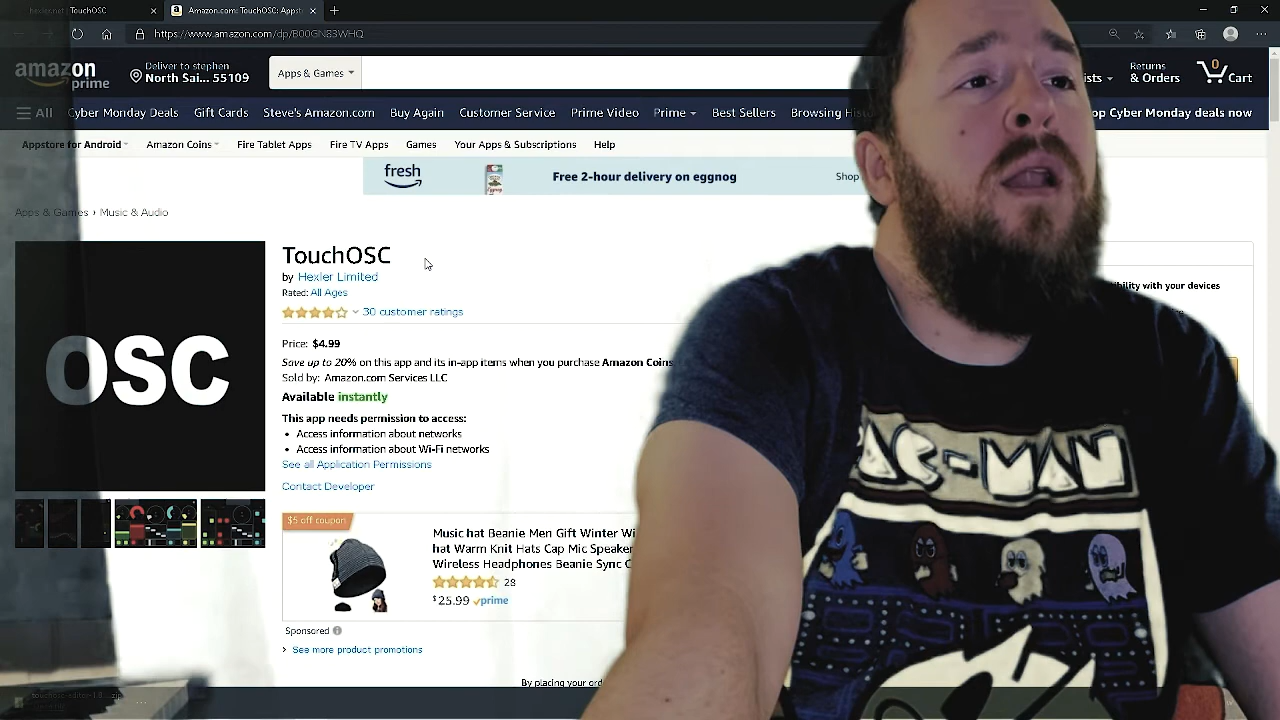 hexler.net | TouchOSC
Amazon.com: TouchOSC: Apps
https://www.amazon.com/dp/B00GNB3WHQ
amazon prime
Deliver to stephen
North Sai... 55109
Apps & Games
Returns
& Orders
0
Cart
All
Cyber Monday Deals
Gift Cards
Steve's Amazon.com
Buy Again
Customer Service
Prime Video
Prime
Best Sellers
Browsing
Cyber Monday deals now
Appstore for Android
Amazon Coins
Fire Tablet Apps
Fire TV Apps
Games
Your Apps & Subscriptions
Help
fresh
Free 2-hour delivery on eggnog
Shop
Apps & Games › Music & Audio
OSC
TouchOSC
by Hexler Limited
Rated: All Ages
30 customer ratings
with your devices
Price: $4.99
Save up to 20% on this app and its in-app items when you purchase Amazon Coins
Sold by: Amazon.com Services LLC
Available instantly
This app needs permission to access:
• Access information about networks
• Access information about Wi-Fi networks
See all Application Permissions
Contact Developer
$5 off coupon
Music hat Beanie Men Gift Winter
hat Warm Knit Hats Cap Mic Speaker
Wireless Headphones Beanie Sync
28
$25.99 prime
Sponsored
See more product promotions
By placing your
PAC-MAN